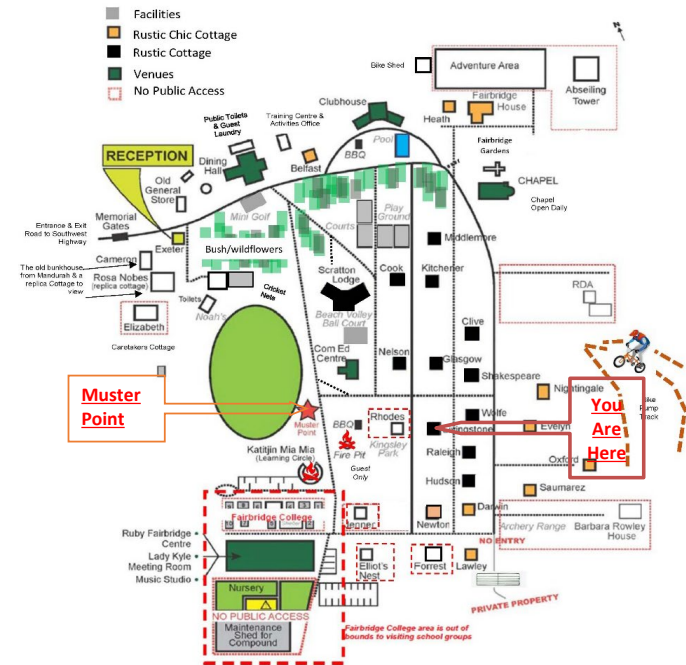 Facilities
Rustic Chic Cottage
Rustic Cottage
Venues
No Public Access
Bike Shed
Adventure Area
Abseiling
Tower
Fairbridge
House
Heath
Clubhouse
Public Toilets
& Guest
Laundry
Training Centre &
Activities Office
BBQ
Pool
Fairbridge
Gardens
RECEPTION
Dining
Hall
Belfast
CHAPEL
Chapel
Open Daily
Old
General
Store
Mini Golf
Play
Ground
Courts
Memorial
Gates
Entrance & Exit
Road to Southwest
Highway
Exeter
Bush/wildflowers
Middlemore
Cameron
The old bunkhouse
from Mandurah & a
replica Cottage to
view
Rosa Nobes
(replica cottage)
Scratton
Lodge
Cook
Kitchener
Cricket
Nets
Toilets
Noah's
RDA
Elizabeth
Beach Volley
Ball Court
Clive
Caretakers Cottage
Com Ed
Centre
Nelson
Glasgow
Shakespeare
Muster
Point
Nightingale
You
Are
Here
Bike
Pump
Track
Muster
Point
BBQ
Rhodes
Wolfe
Livingstone
Evelyn
Kingsley
Park
Katitjin Mia Mia
(Learning Circle)
Fire Pit
Guest
Only
Raleigh
Oxford
Hudson
Saumarez
Fairbridge College
Jenner
Newton
Darwin
Archery Range
Barbara Rowley
House
Ruby Fairbridge
Centre
Lady Kyle
Meeting Room
Music Studio
NO ENTRY
Elliot's
Nest
Forrest
Lawley
Nursery
PRIVATE PROPERTY
NO PUBLIC ACCESS
Maintenance
Shed for
Compound
Fairbridge College area is out of
bounds to visiting school groups